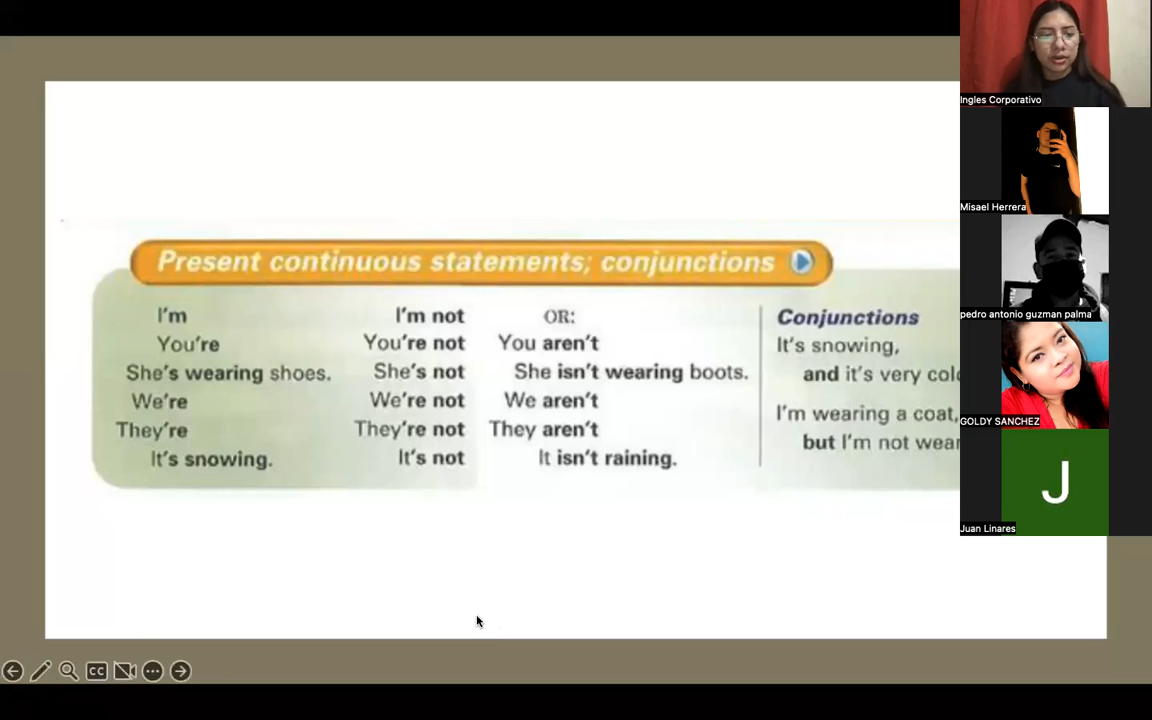 Present continuous statements; conjunctions
I'm
You're
She's wearing shoes.
We're
They're
It's snowing.
I'm not
You're not
She's not
We're not
They're not
It's not
OR:
You aren't
She isn't wearing boots.
We aren't
They aren't
It isn't raining.
Conjunctions
It's snowing,
and it's very
I'm wearing a coat,
but I'm not
Ingles Corporativo
Misael Herrera
pedro antonio guzman palma
GOLDY SANCHEZ
J
Juan Linares
CC